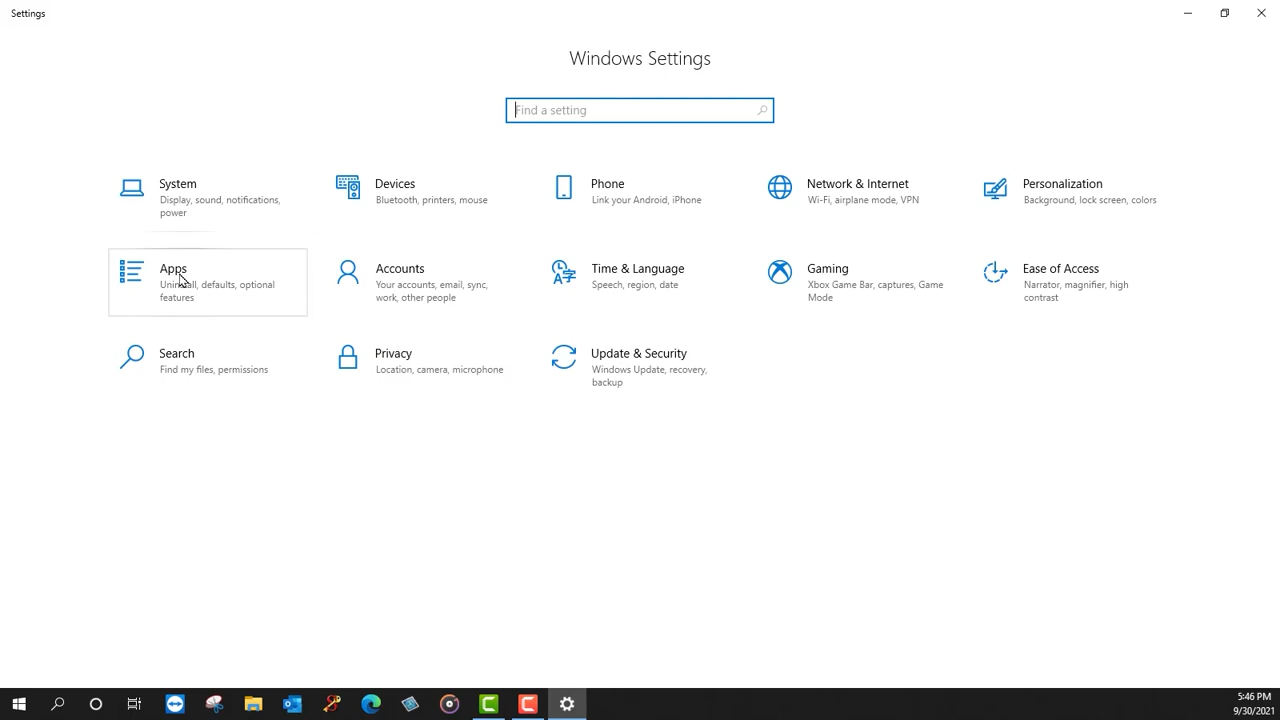 Settings
Windows Settings
Find a setting
System
Display, sound, notifications,
power
Devices
Bluetooth, printers, mouse
Phone
Link your Android, iPhone
Network & Internet
Wi-Fi, airplane mode, VPN
Personalization
Background, lock screen, colors
Apps
Uninstall, defaults, optional
features
Accounts
Your accounts, email, sync,
work, other people
Time & Language
Speech, region, date
Gaming
Xbox Game Bar, captures, Game
Mode
Ease of Access
Narrator, magnifier, high
contrast
Search
Find my files, permissions
Privacy
Location, camera, microphone
Update & Security
Windows Update, recovery,
backup
5:46 PM
9/30/2021